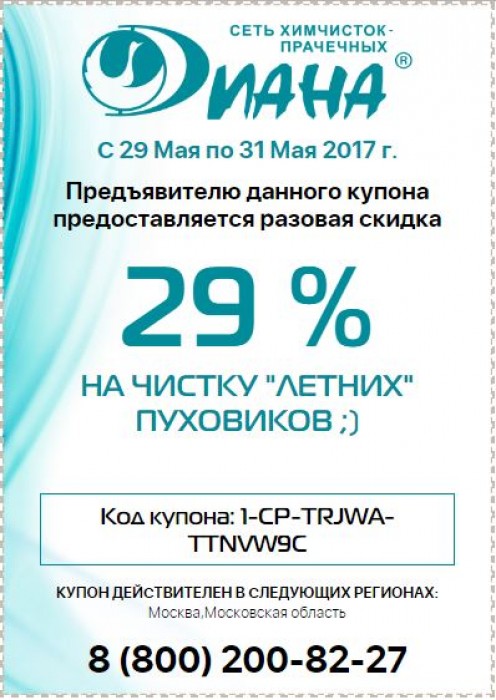 СЕТЬ ХИМЧИСТОК-
ПРАЧЕЧНЫХ
ДИАНА®
С 29 Мая по 31 Мая 2017 г.
Предъявителю данного купона
предоставляется разовая скидка
29 %
НА ЧИСТКУ "ЛЕТНИХ"
ПУХОВИКОВ ;)
Код купона: 1-CP-TRJWA-
TTNVW9C
КУПОН ДЕЙСТВИТЕЛЕН В СЛЕДУЮЩИХ РЕГИОНАХ:
Москва,Московская область
8 (800) 200-82-27